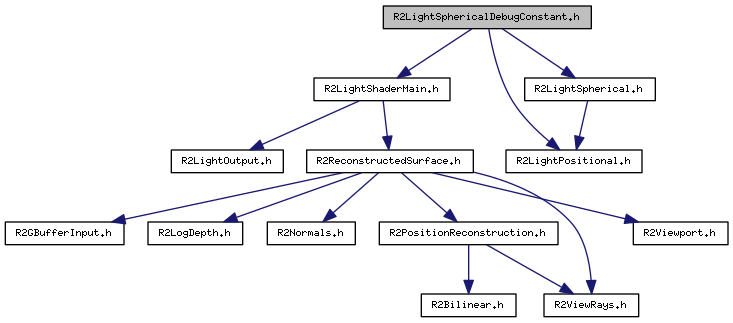 R2LightSphericalDebugConstant.h
R2LightShaderMain.h
R2LightSpherical.h
R2LightOutput.h
R2ReconstructedSurface.h
R2LightPositional.h
R2GBufferInput.h
R2LogDepth.h
R2Normals.h
R2PositionReconstruction.h
R2Viewport.h
R2Bilinear.h
R2ViewRays.h